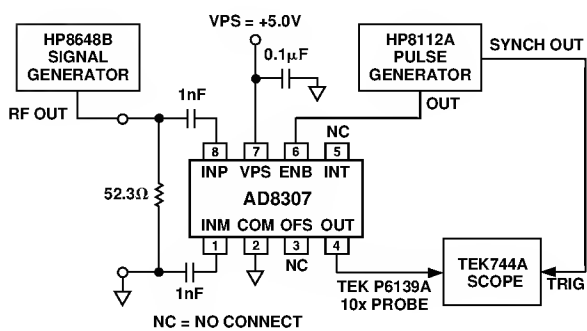 VPS = +5.0V
HP8648B
SIGNAL
GENERATOR
HP8112A
PULSE
GENERATOR
SYNCH OUT
0.1μF
1nF
RF OUT
OUT
NC
8
7
6
5
INP VPS ENB INT
52.3Ω
AD8307
INM COM OFS OUT
1
2
3
4
NC
1nF
TEK P6139A
10x PROBE
TEK744A
SCOPE
TRIG
NC = NO CONNECT